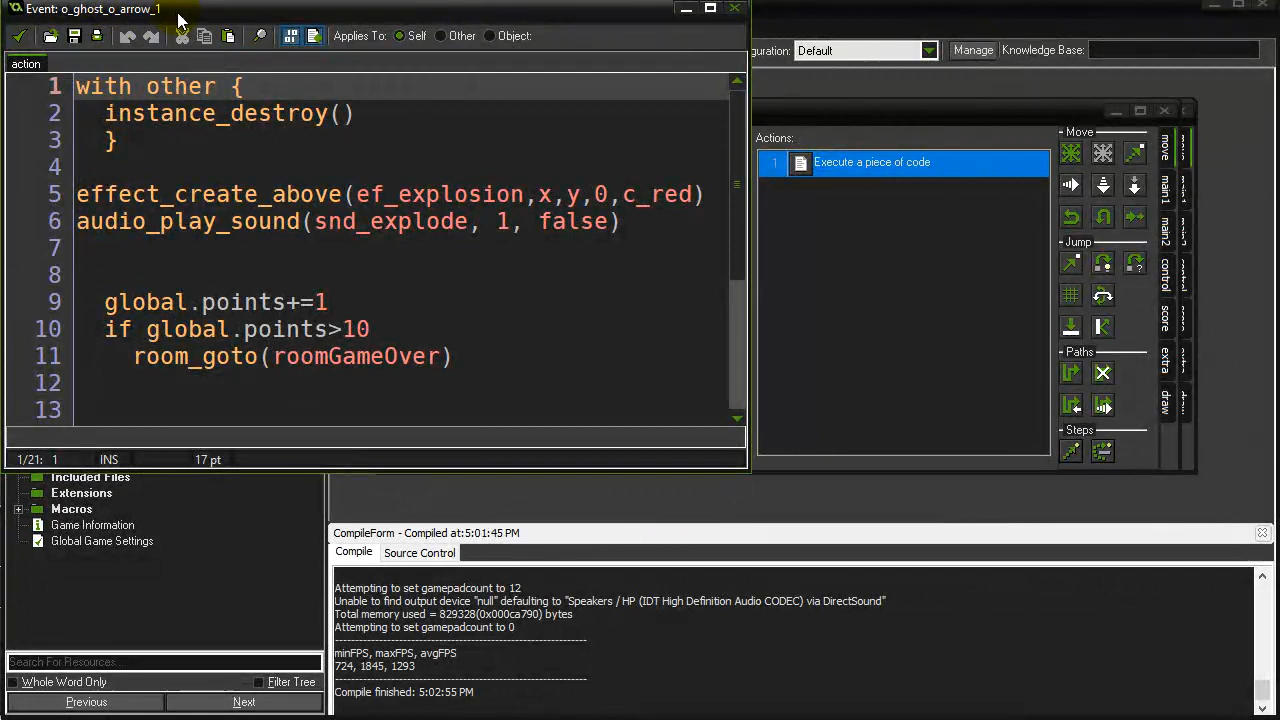 Event: o_ghost_o_arrow_1
Applies To: Self Other Object:
action
1 with other {
2 instance_destroy()
3 }
4
5 effect_create_above(ef_explosion,x,y,0,c_red)
6 audio_play_sound(snd_explode, 1, false)
7
8
9 global.points+=1
10 if global.points>10
11 room_goto(roomGameOver)
12
13
1/21: 1 INS 17 pt
uration: Default Manage Knowledge Base:
Actions:
1 Execute a piece of code
Move
Jump
Paths
Steps
move
main1
main2
control
score
extra
draw
Included Files
Extensions
Macros
Game Information
Global Game Settings
Search For Resources...
Whole Word Only Filter Tree
Previous Next
CompileForm - Compiled at:5:01:45 PM
Compile Source Control
Attempting to set gamepadcount to 12
Unable to find output device "null" defaulting to "Speakers / HP (IDT High Definition Audio CODEC) via DirectSound"
Total memory used = 829328(0x000ca790) bytes
Attempting to set gamepadcount to 0
minFPS, maxFPS, avgFPS
724, 1845, 1293
Compile finished: 5:02:55 PM